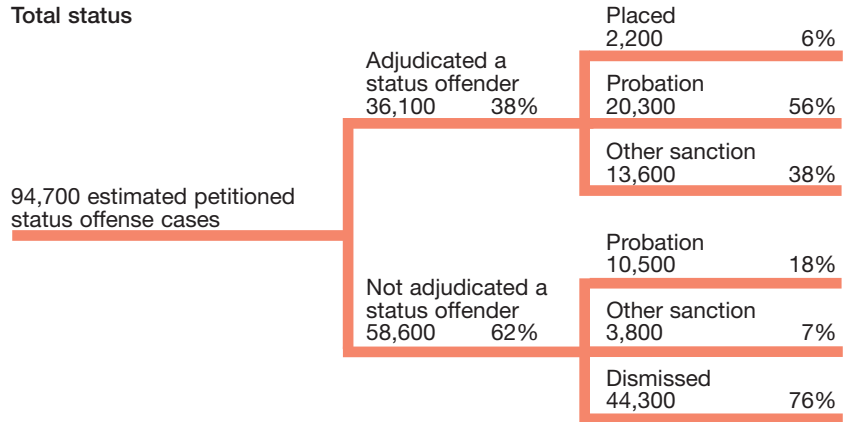 Total status
94,700 estimated petitioned
status offense cases
Adjudicated a
status offender
36,100 38%
Placed
2,200 6%
Probation
20,300 56%
Other sanction
13,600 38%
Not adjudicated a
status offender
58,600 62%
Probation
10,500 18%
Other sanction
3,800 7%
Dismissed
44,300 76%